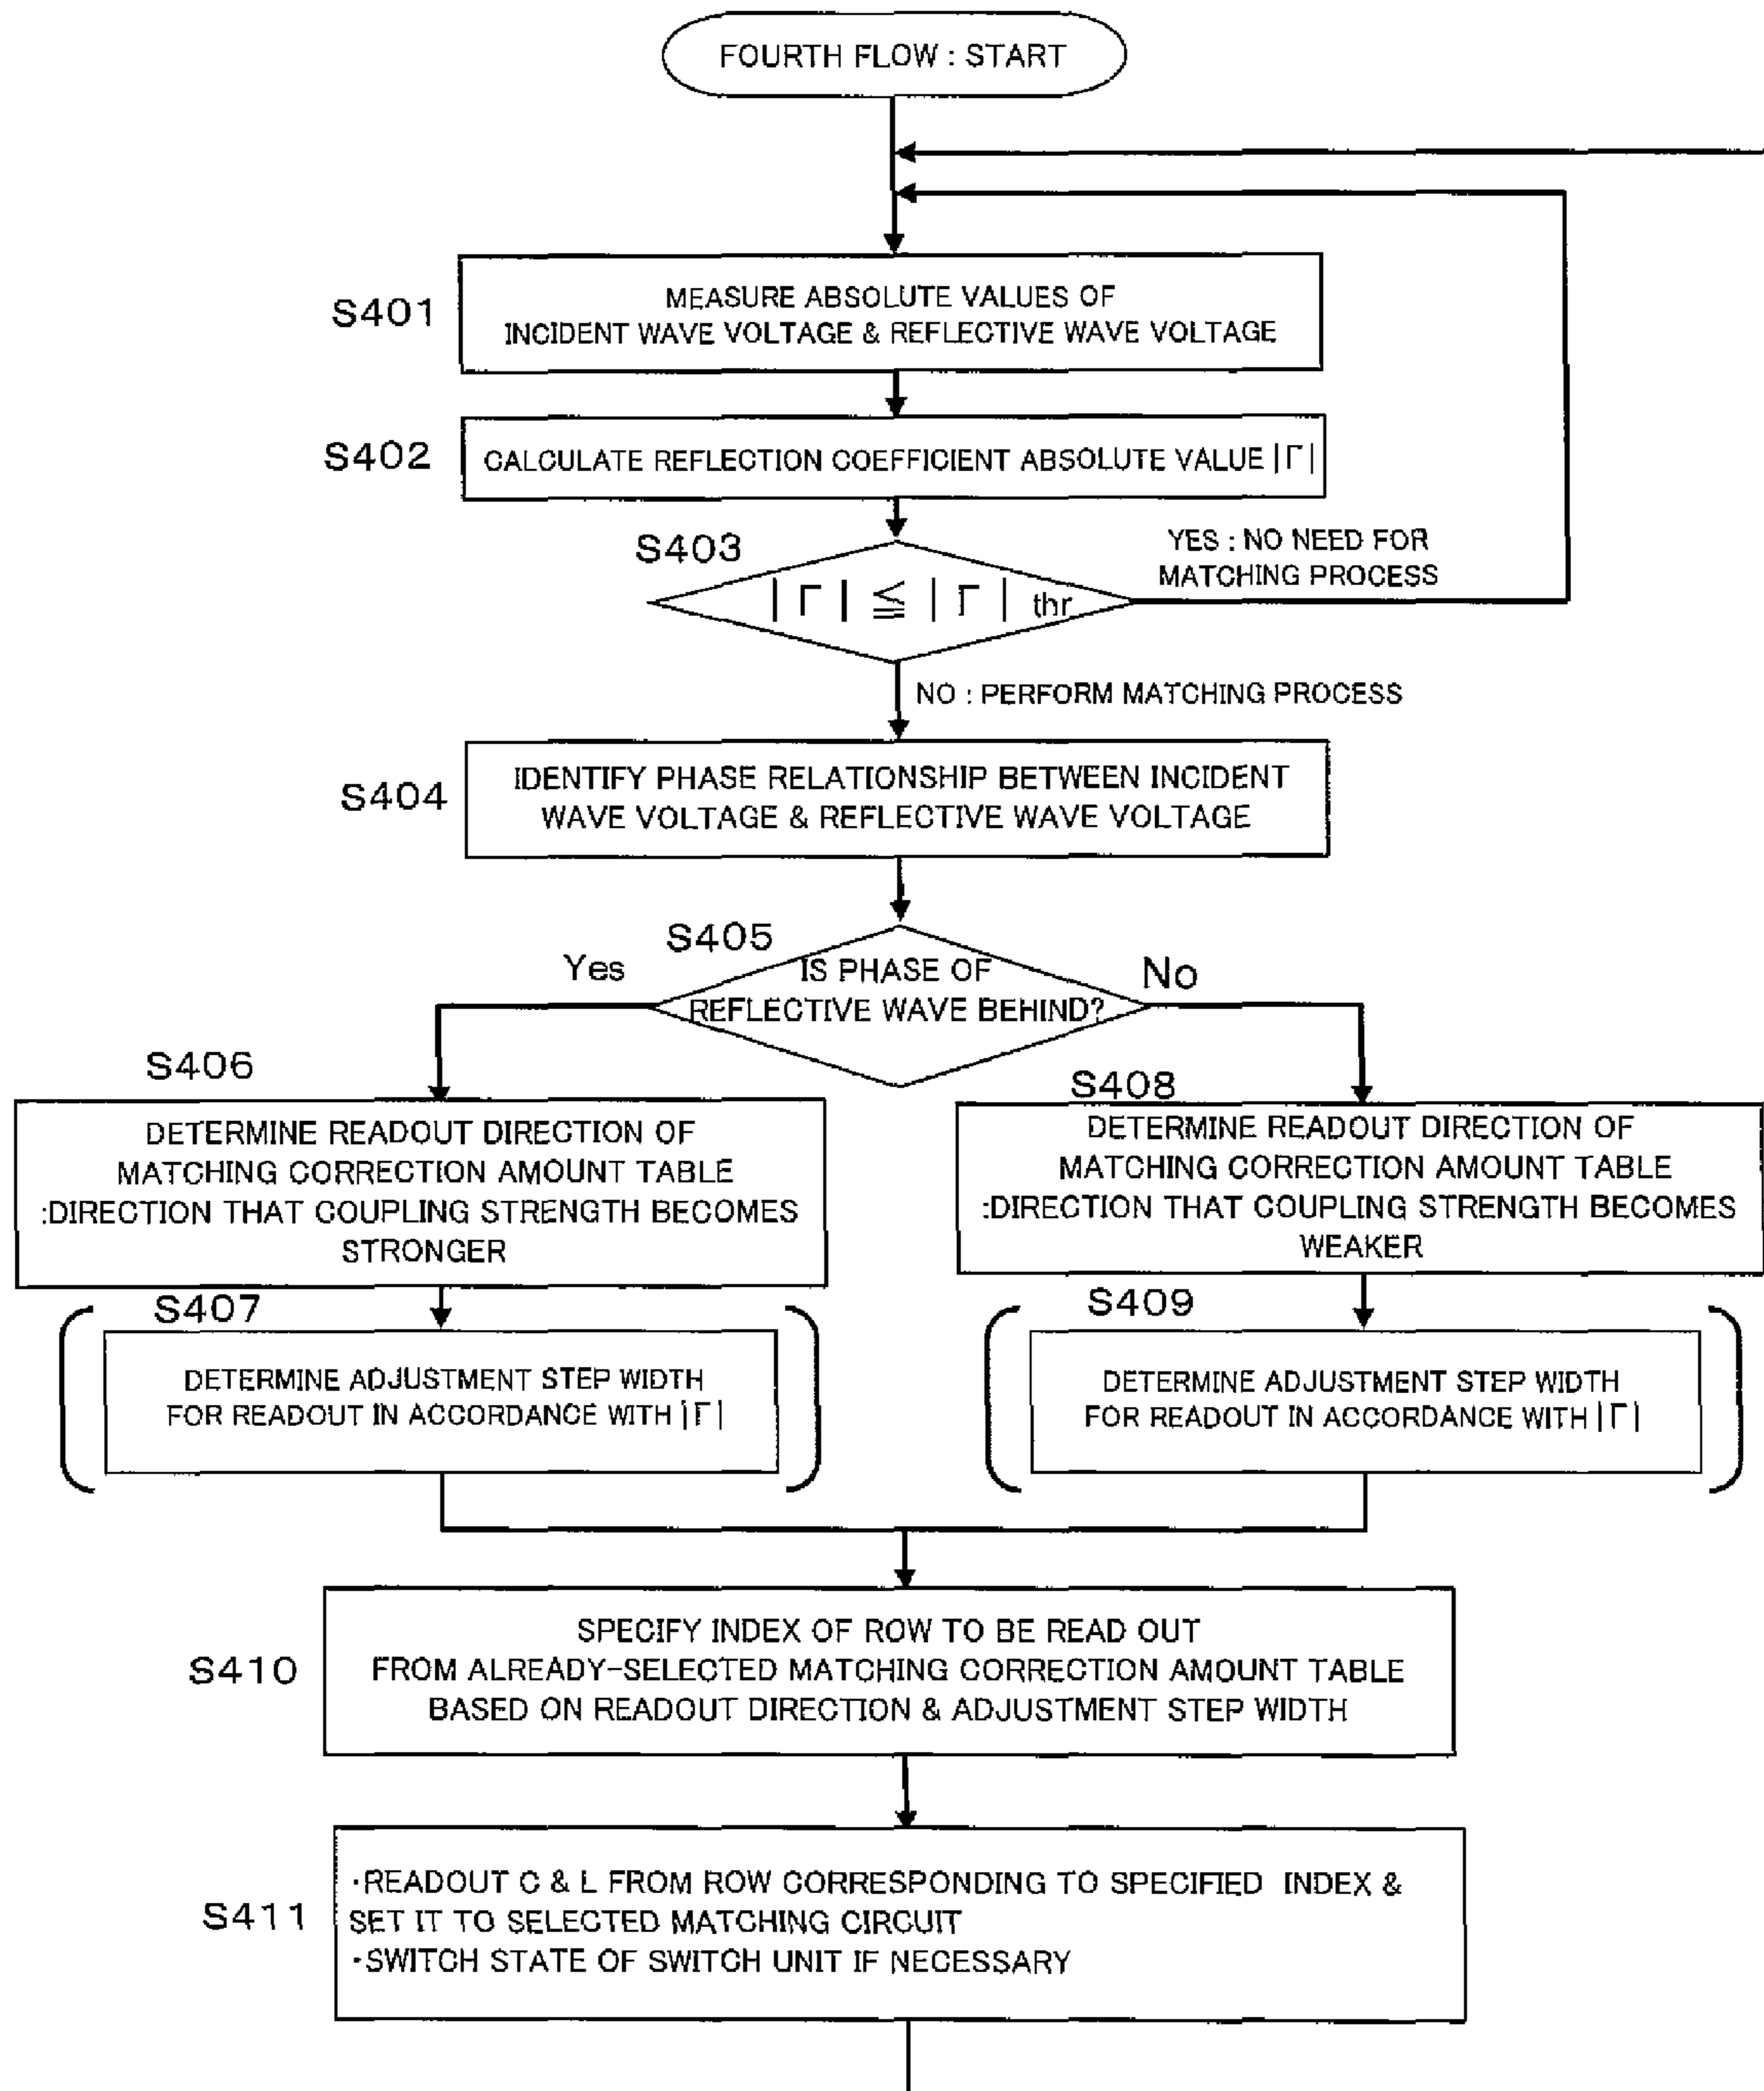 FOURTH FLOW : START
S401
MEASURE ABSOLUTE VALUES OF
INCIDENT WAVE VOLTAGE & REFLECTIVE WAVE VOLTAGE
S402
CALCULATE REFLECTION COEFFICIENT ABSOLUTE VALUE |Γ|
S403
|Γ| ≦ |Γ| thr
YES : NO NEED FOR
MATCHING PROCESS
NO : PERFORM MATCHING PROCESS
S404
IDENTIFY PHASE RELATIONSHIP BETWEEN INCIDENT
WAVE VOLTAGE & REFLECTIVE WAVE VOLTAGE
S405
Yes
IS PHASE OF
REFLECTIVE WAVE BEHIND?
No
S406
DETERMINE READOUT DIRECTION OF
MATCHING CORRECTION AMOUNT TABLE
:DIRECTION THAT COUPLING STRENGTH BECOMES
STRONGER
S408
DETERMINE READOUT DIRECTION OF
MATCHING CORRECTION AMOUNT TABLE
:DIRECTION THAT COUPLING STRENGTH BECOMES
WEAKER
S407
DETERMINE ADJUSTMENT STEP WIDTH
FOR READOUT IN ACCORDANCE WITH |Γ|
S409
DETERMINE ADJUSTMENT STEP WIDTH
FOR READOUT IN ACCORDANCE WITH |Γ|
S410
SPECIFY INDEX OF ROW TO BE READ OUT
FROM ALREADY-SELECTED MATCHING CORRECTION AMOUNT TABLE
BASED ON READOUT DIRECTION & ADJUSTMENT STEP WIDTH
S411
・READOUT C & L FROM ROW CORRESPONDING TO SPECIFIED INDEX &
SET IT TO SELECTED MATCHING CIRCUIT
・SWITCH STATE OF SWITCH UNIT IF NECESSARY